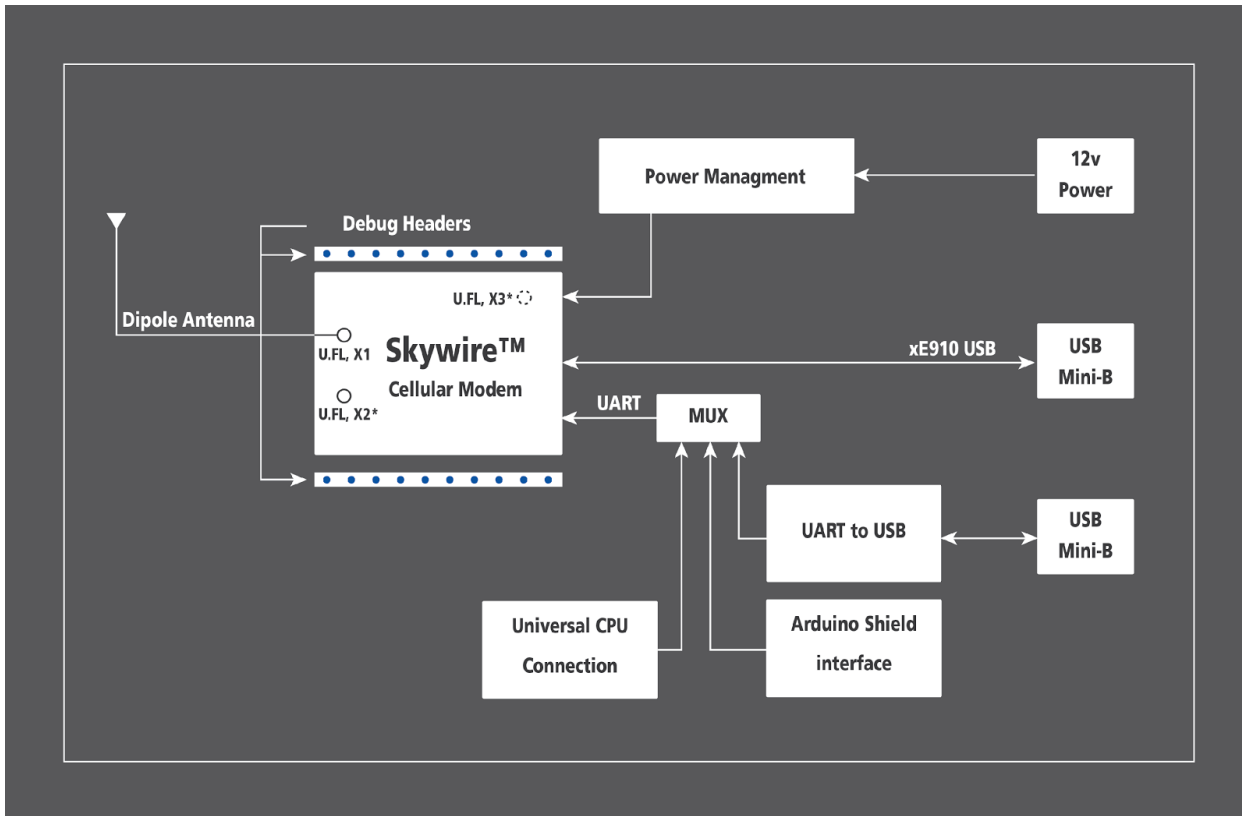 12v
Power
Power Managment
Debug Headers
U.FL, X3*
Dipole Antenna
U.FL, X1
Skywire™
Cellular Modem
U.FL, X2*
xE910 USB
USB
Mini-B
UART
MUX
UART to USB
USB
Mini-B
Universal CPU
Connection
Arduino Shield
interface